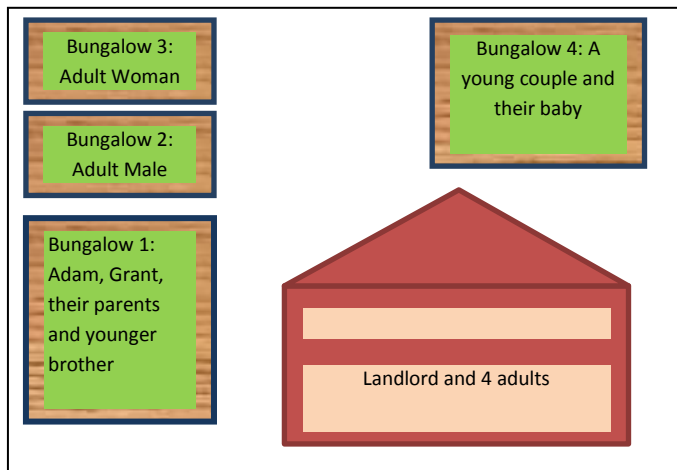 Bungalow 3:
Adult Woman
Bungalow 2:
Adult Male
Bungalow 1:
Adam, Grant,
their parents
and younger
brother
Bungalow 4: A
young couple and
their baby
Landlord and 4 adults